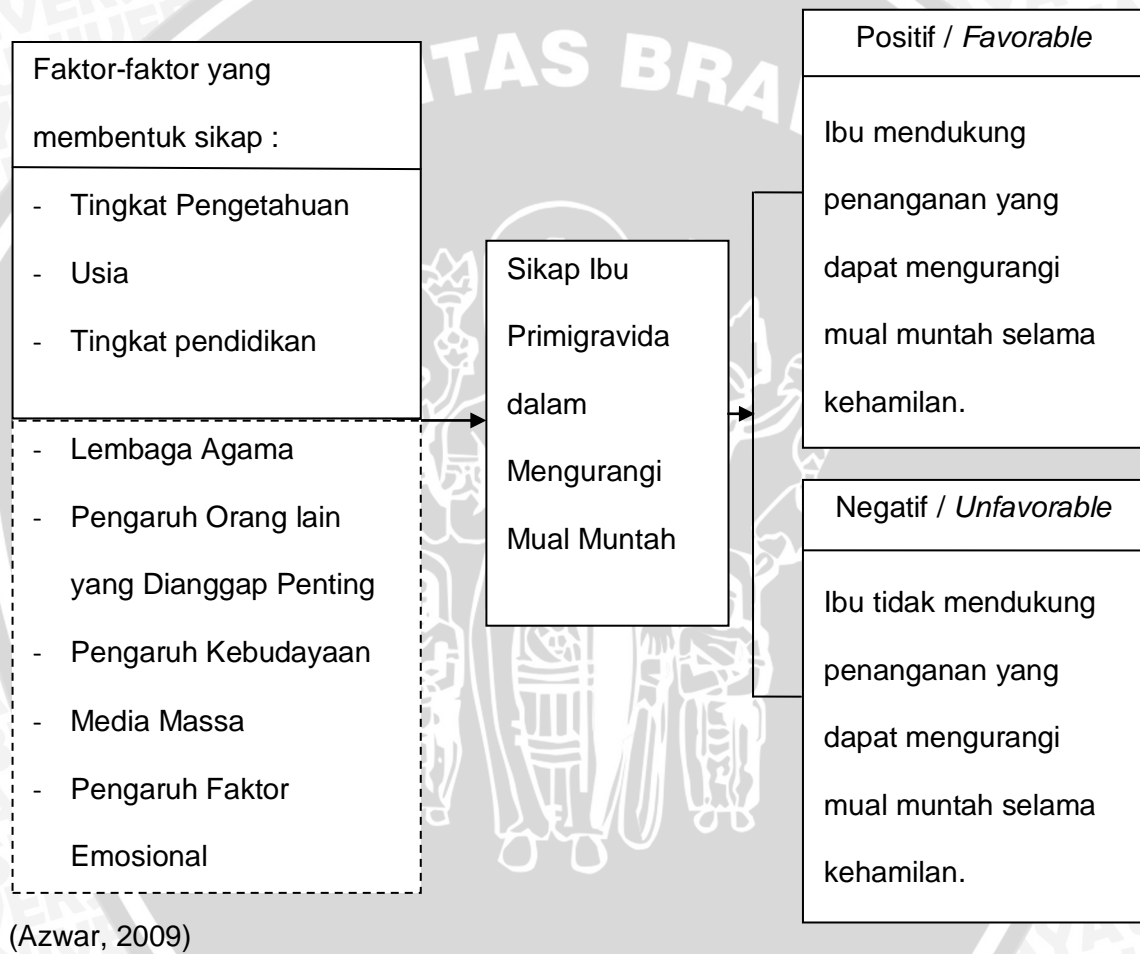 Faktor-faktor yang
membentuk sikap :
- Tingkat Pengetahuan
- Usia
- Tingkat pendidikan
- Lembaga Agama
- Pengaruh Orang lain
yang Dianggap Penting
- Pengaruh Kebudayaan
- Media Massa
- Pengaruh Faktor
Emosional
(Azwar, 2009)
Sikap Ibu
Primigravida
dalam
Mengurangi
Mual Muntah
Positif / Favorable
Ibu mendukung
penanganan yang
dapat mengurangi
mual muntah selama
kehamilan.
Negatif / Unfavorable
Ibu tidak mendukung
penanganan yang
dapat mengurangi
mual muntah selama
kehamilan.
TAS BRA